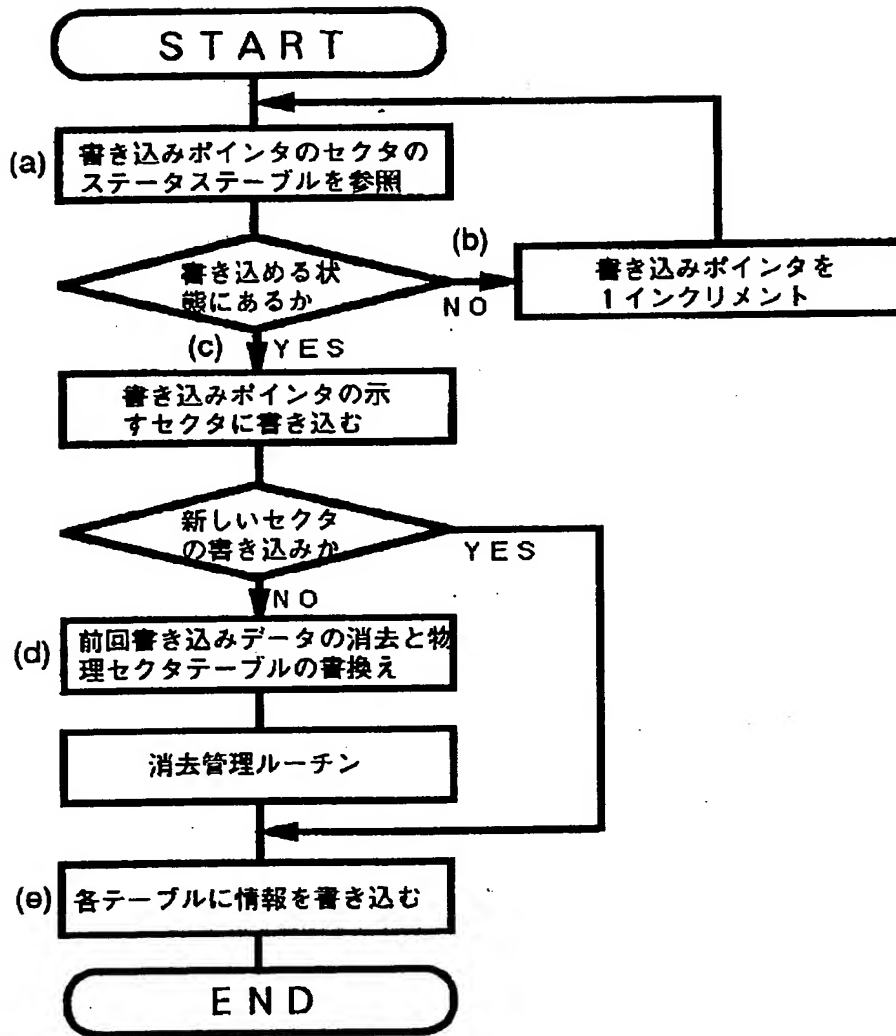 START
(a)
書き込みポインタのセクタの
ステータステーブルを参照
書き込める状
態にあるか
(b)
NO
書き込みポインタを
1インクリメント
(c)
YES
書き込みポインタの示
すセクタに書き込む
新しいセクタ
の書き込みか
YES
NO
(d)
前回書き込みデータの消去と物
理セクタテーブルの書換え
消去管理ルーチン
(e)
各テーブルに情報を書き込む
END